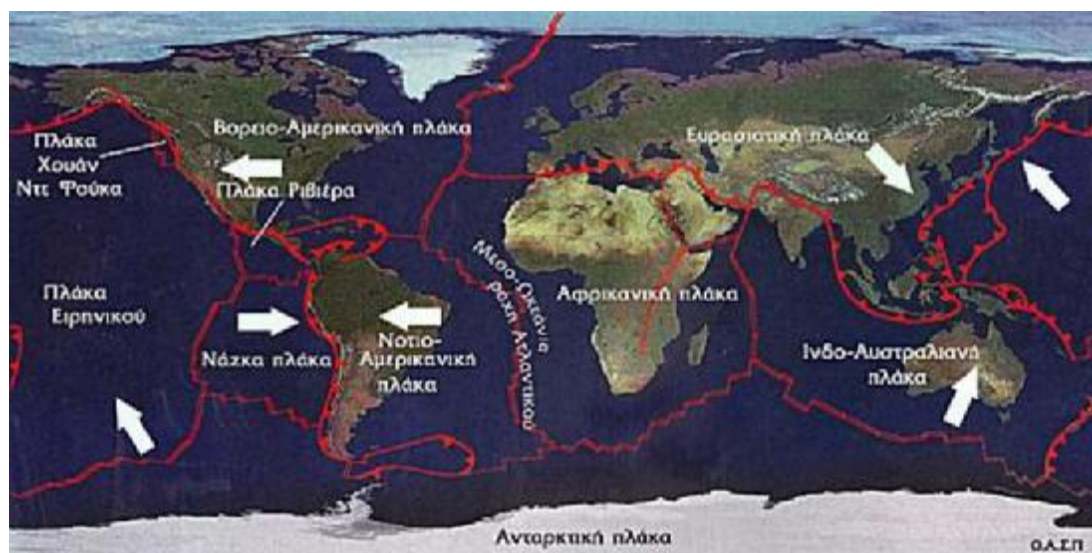 Πλάκα
Χουάν
Ντε Φούκα
Βορειο-Αμερικανική πλάκα
Πλάκα Ριβιέρα
Ευρασιατική πλάκα
Πλάκα
Ειρηνικού
Νάζκα πλάκα
Νοτιο-
Αμερικανική
πλάκα
Μεσο-Ωκεάνια
ράχη Ατλαντικού
Αφρικανική πλάκα
Ινδο-Αυστραλιανή
πλάκα
Ανταρκτική πλάκα
Ο.Α.Σ.Π